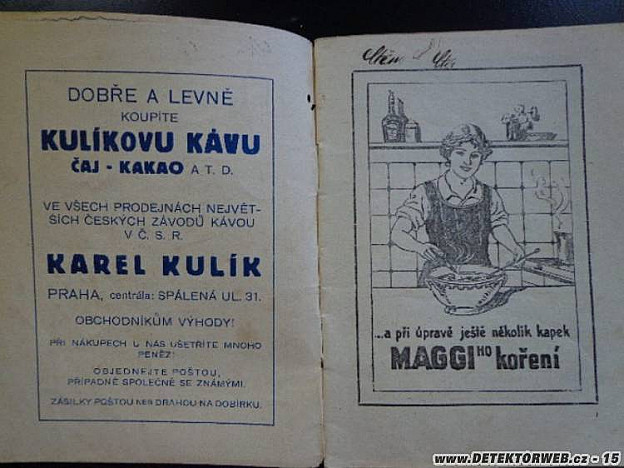 DOBŘE A LEVNĚ
KOUPÍTE
KULÍKOVU KÁVU
ČAJ - KAKAO A T. D.
VE VŠECH PRODEJNÁCH NEJVĚT-
ŠÍCH ČESKÝCH ZÁVODŮ KÁVOU
V Č. S. R.
KAREL KULÍK
PRAHA, centrála: SPÁLENÁ UL. 31.
OBCHODNÍKŮM VÝHODY!
PŘI NÁKUPECH U NÁS UŠETŘÍTE MNOHO
PENĚZ!
OBJEDNEJTE POŠTOU,
PŘÍPADNĚ SPOLEČNĚ SE ZNÁMÝMI.
ZÁSILKY POŠTOU NEB DRAHOU NA DOBÍRKU.
...a při úpravě ještě několik kapek
MAGGIHO koření
www.DETEKTORWEB.cz - 15